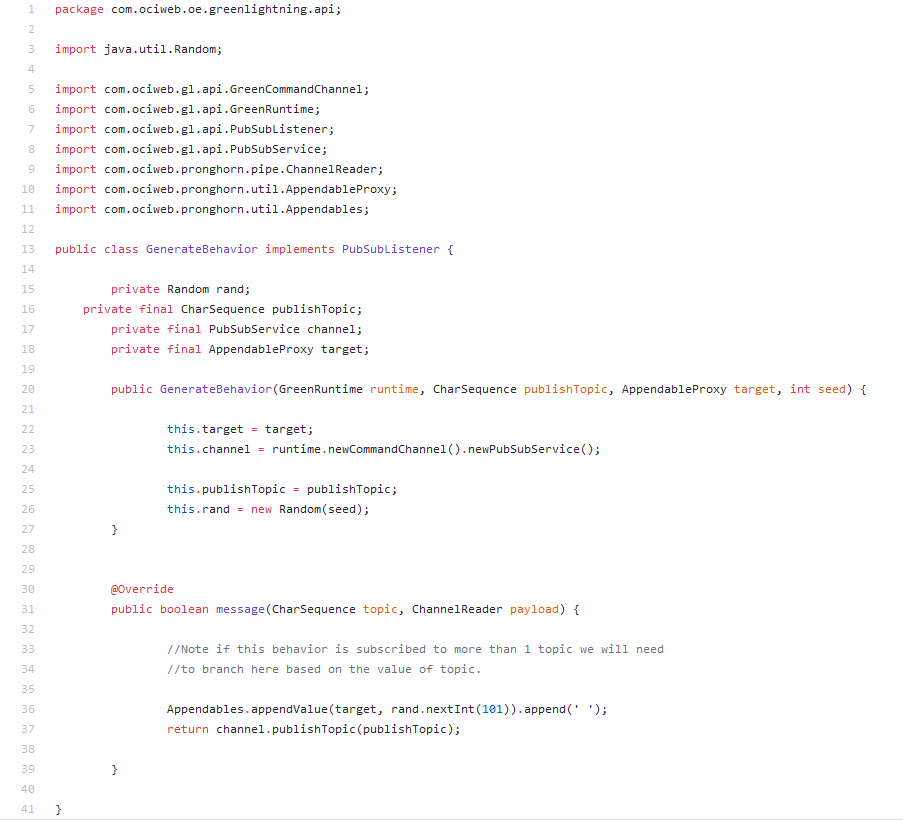 1 package com.ociweb.oe.greenlightning.api;
2
3 import java.util.Random;
4
5 import com.ociweb.gl.api.GreenCommandChannel;
6 import com.ociweb.gl.api.GreenRuntime;
7 import com.ociweb.gl.api.PubSubListener;
8 import com.ociweb.gl.api.PubSubService;
9 import com.ociweb.pronghorn.pipe.ChannelReader;
10 import com.ociweb.pronghorn.util.AppendableProxy;
11 import com.ociweb.pronghorn.util.Appendables;
12
13 public class GenerateBehavior implements PubSubListener {
14
15 private Random rand;
16 private final CharSequence publishTopic;
17 private final PubSubService channel;
18 private final AppendableProxy target;
19
20 public GenerateBehavior(GreenRuntime runtime, CharSequence publishTopic, AppendableProxy target, int seed) {
21
22 this.target = target;
23 this.channel = runtime.newCommandChannel().newPubSubService();
24
25 this.publishTopic = publishTopic;
26 this.rand = new Random(seed);
27 }
28
29
30 @Override
31 public boolean message(CharSequence topic, ChannelReader payload) {
32
33 //Note if this behavior is subscribed to more than 1 topic we will need
34 //to branch here based on the value of topic.
35
36 Appendables.appendValue(target, rand.nextInt(101)).append(' ');
37 return channel.publishTopic(publishTopic);
38
39 }
40
41 }